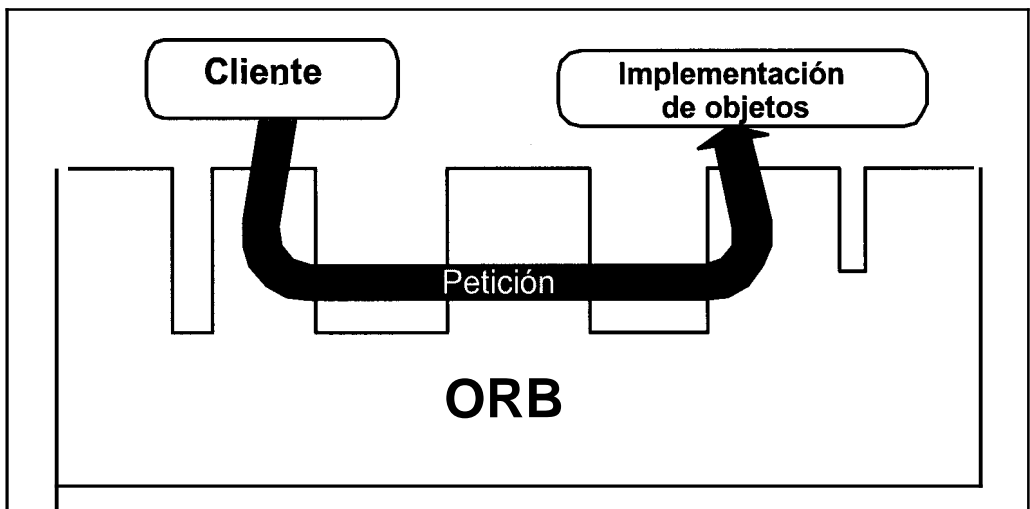 Cliente
Implementación
de objetos
Petición
ORB